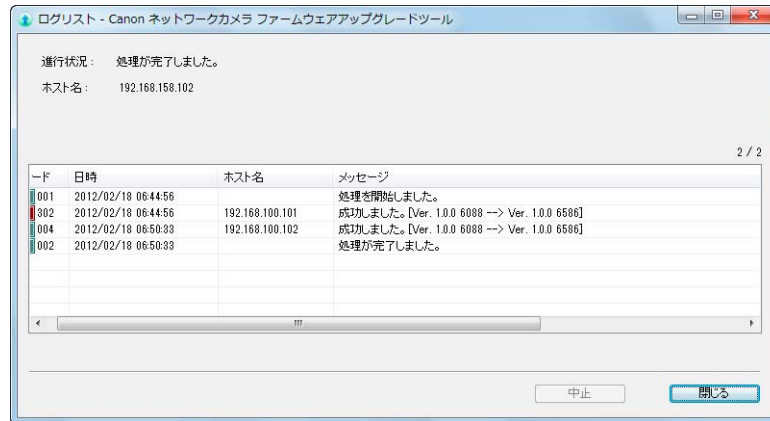 ログリスト - Canon ネットワークカメラ ファームウェアアップグレードツール
進行状況： 処理が完了しました。
ホスト名： 192.168.158.102
2 / 2
ード 日時 ホスト名 メッセージ
001 2012/02/18 06:44:56 処理を開始しました。
302 2012/02/18 06:44:56 192.168.100.101 成功しました。[Ver. 1.0.0 6088 --> Ver. 1.0.0 6586]
004 2012/02/18 06:50:33 192.168.100.102 成功しました。[Ver. 1.0.0 6088 --> Ver. 1.0.0 6586]
002 2012/02/18 06:50:33 処理が完了しました。
中止 閉じる